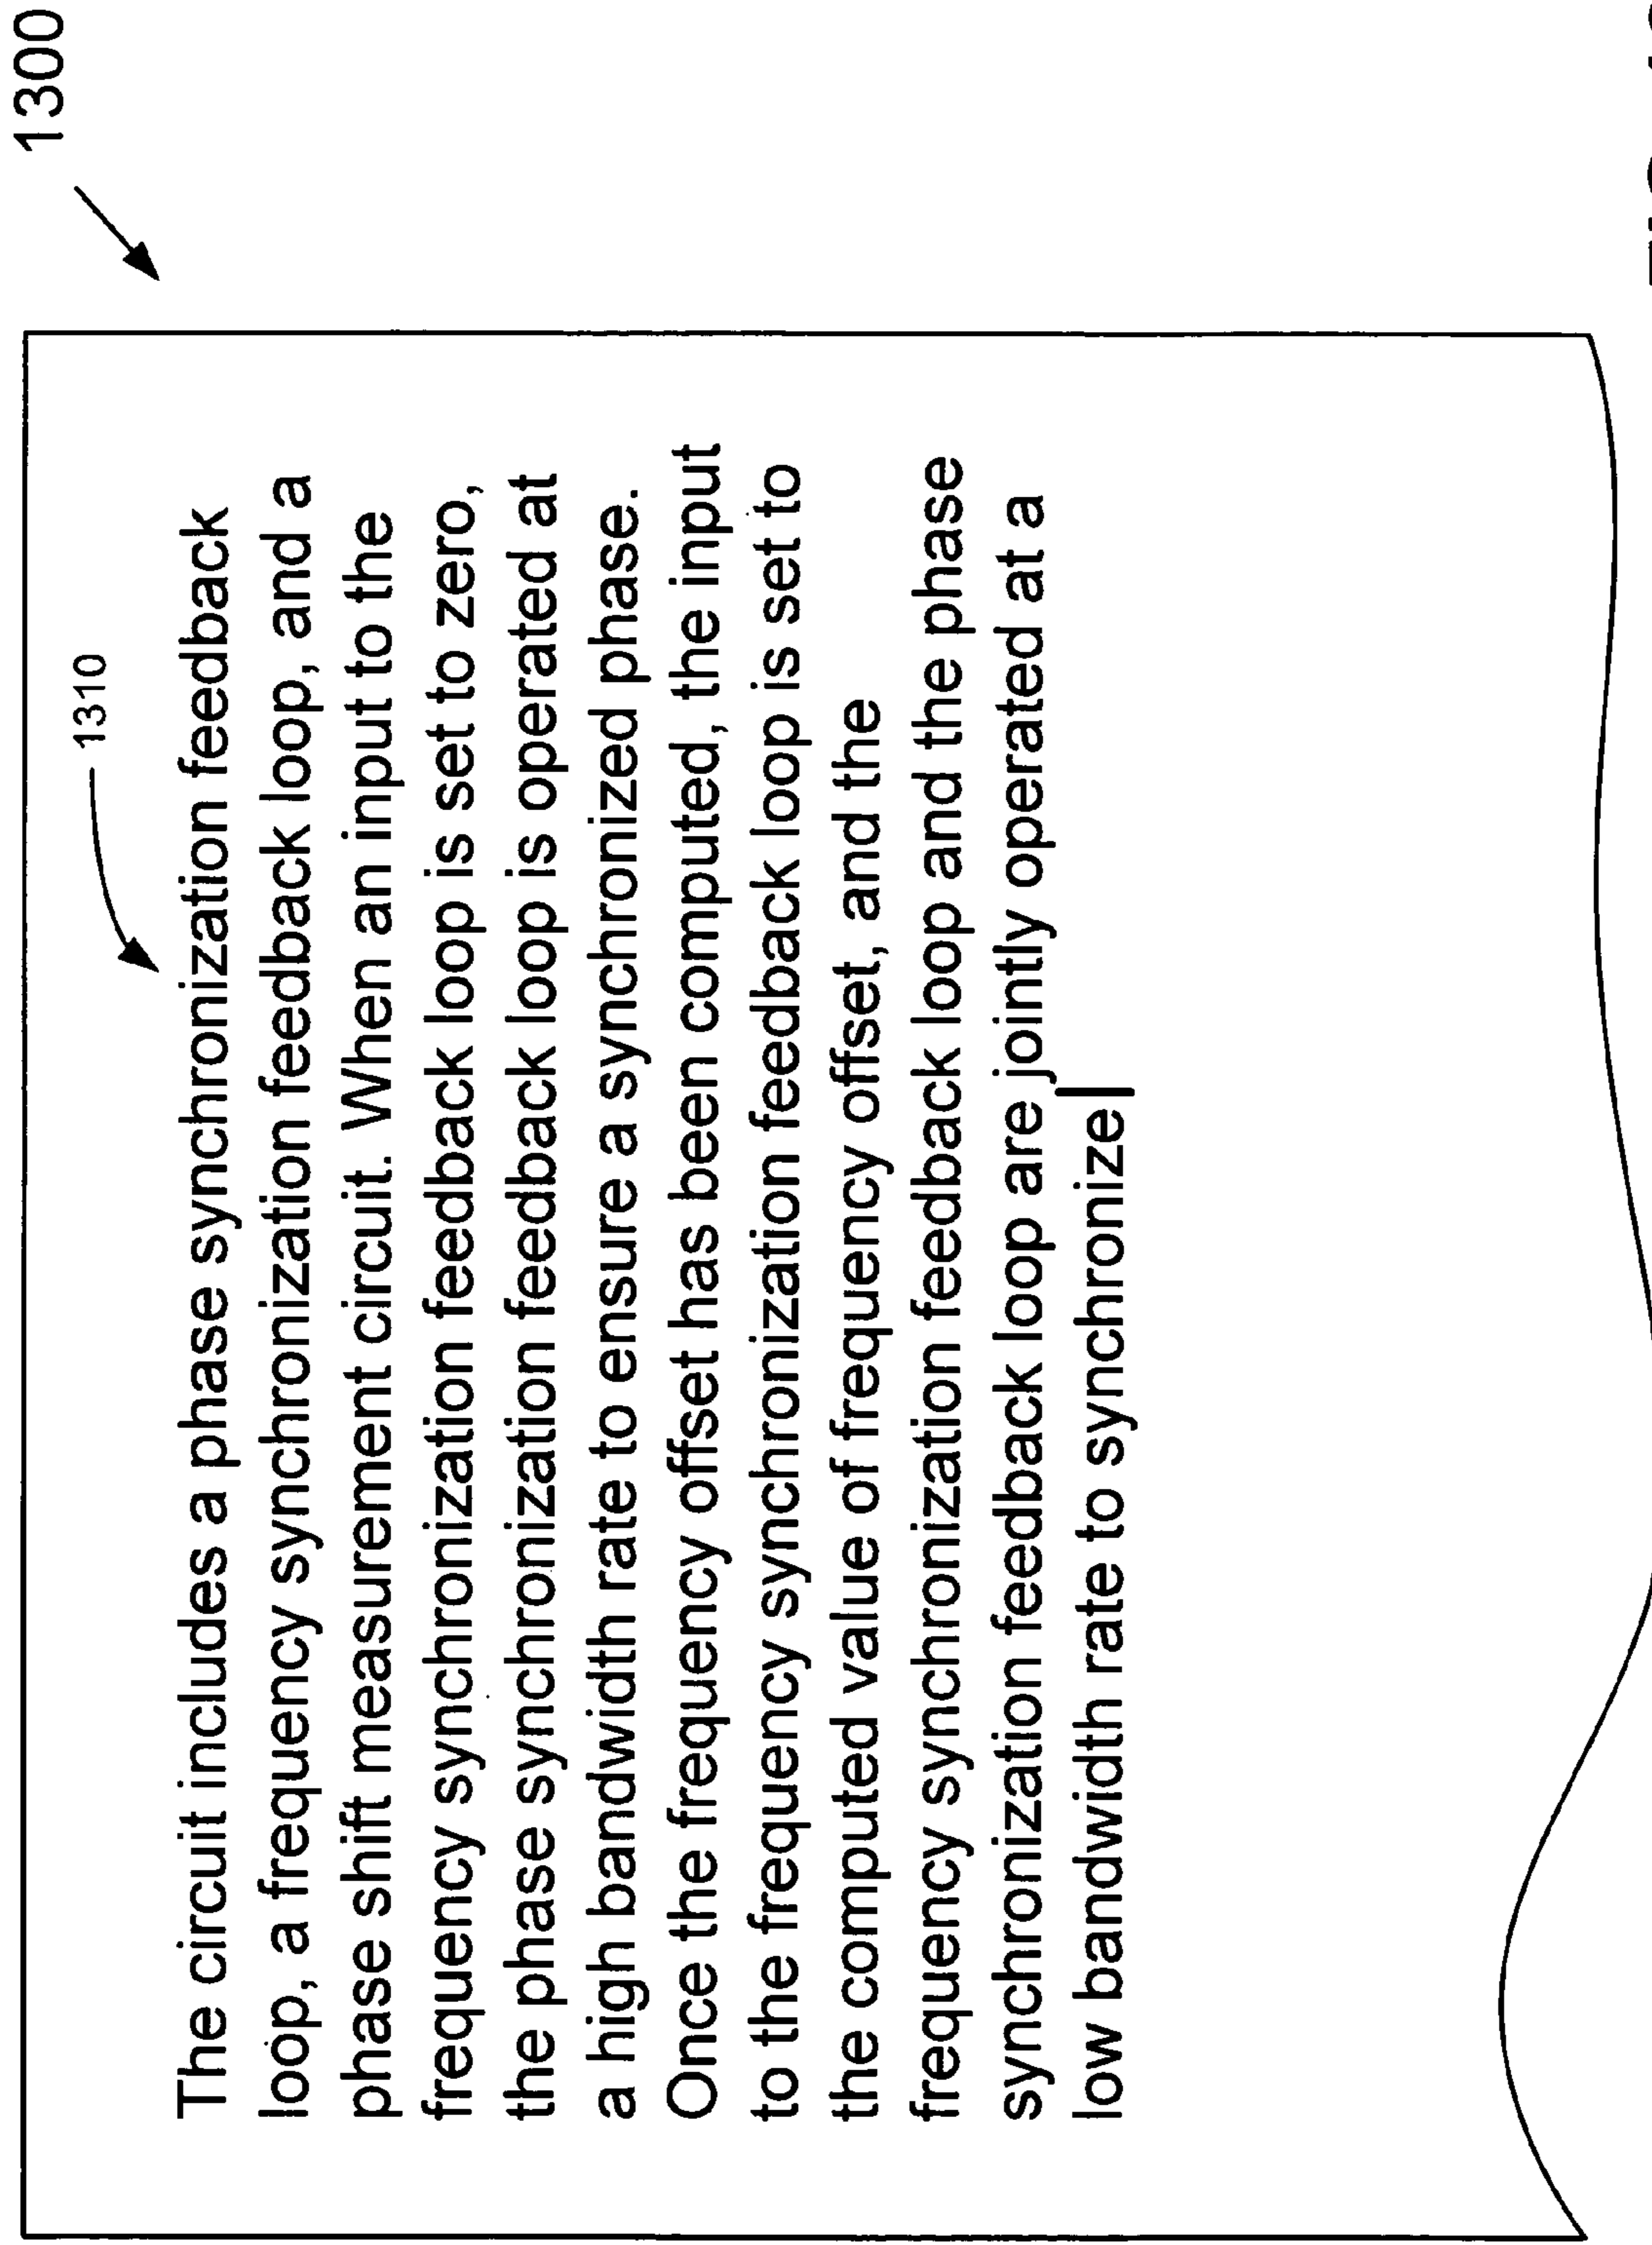 1300
1310
The circuit includes a phase synchronization feedback
loop, a frequency synchronization feedback loop, and a
phase shift measurement circuit. When an input to the
frequency synchronization feedback loop is set to zero,
the phase synchronization feedback loop is operated at
a high bandwidth rate to ensure a synchronized phase.
Once the frequency offset has been computed, the input
to the frequency synchronization feedback loop is set to
the computed value of frequency offset, and the
frequency synchronization feedback loop and the phase
synchronization feedback loop are jointly operated at a
low bandwidth rate to synchronize